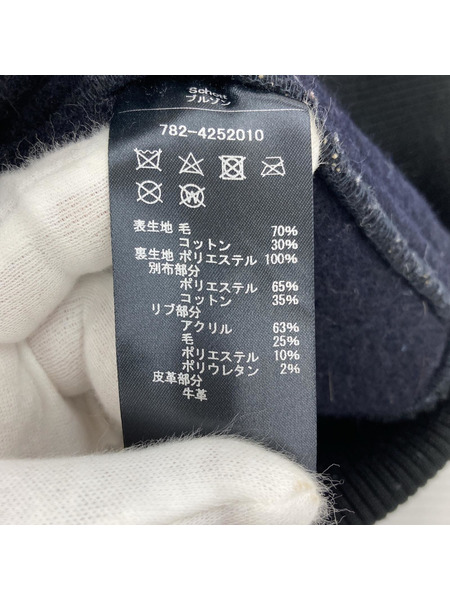 Schott
ブルゾン
782-4252010
表生地 毛 70%
コットン 30%
裏生地 ポリエステル 100%
別布部分
ポリエステル 65%
コットン 35%
リブ部分
アクリル 63%
毛 25%
ポリエステル 10%
ポリウレタン 2%
皮革部分
牛革